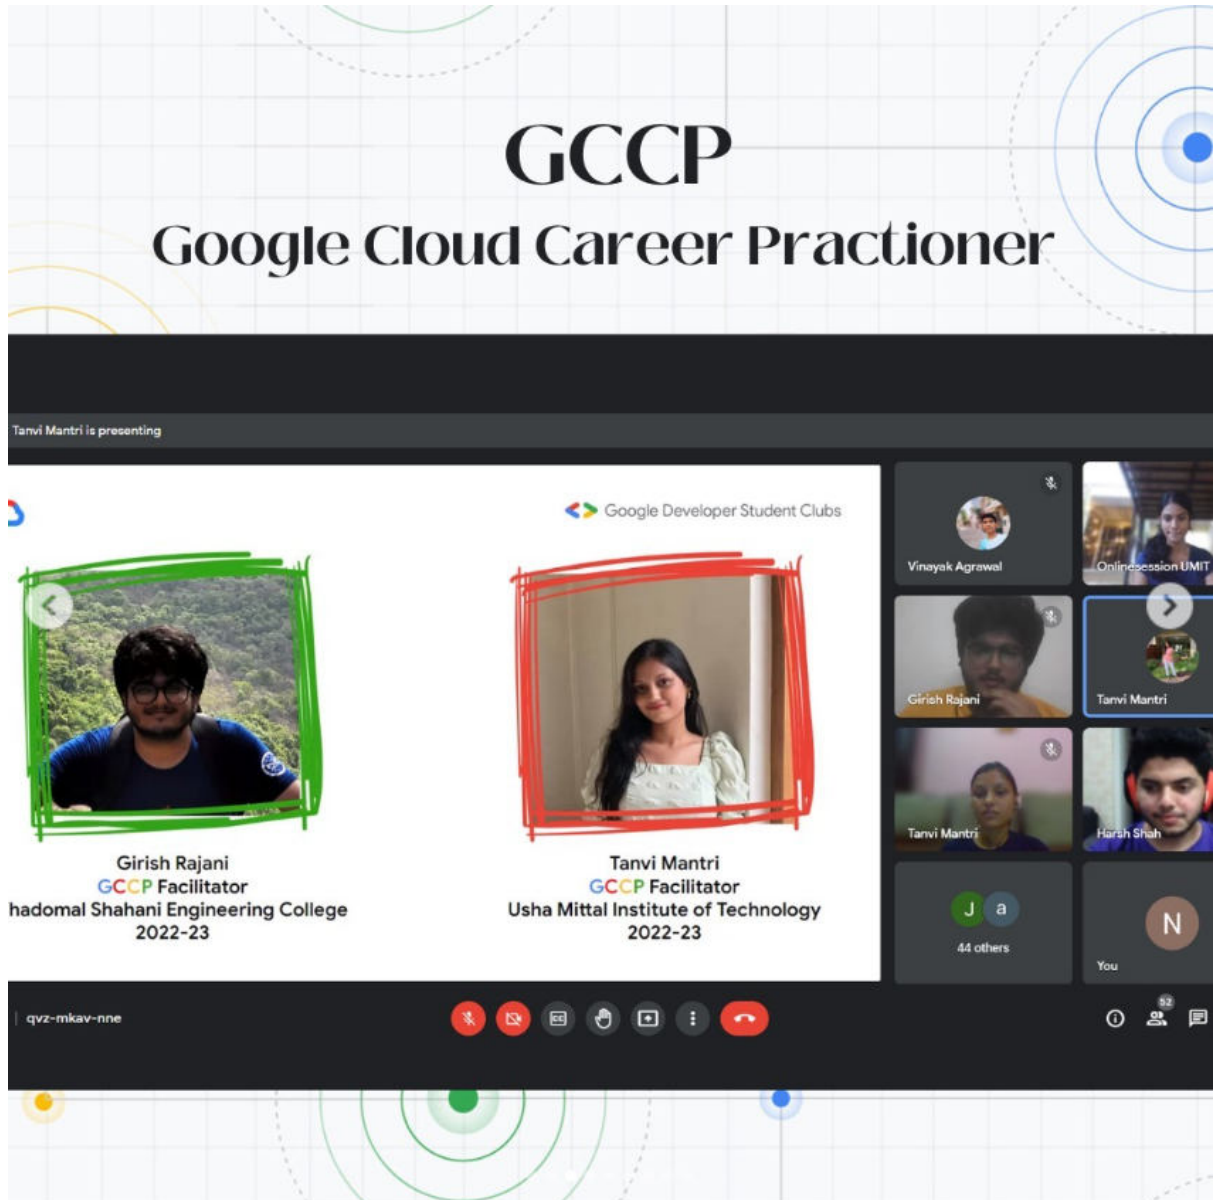 GCCP
Google Cloud Career Practioner
Tanvi Mantri is presenting
Google Developer Student Clubs
Girish Rajani
GCCP Facilitator
hadomal Shahani Engineering College
2022-23
Tanvi Mantri
GCCP Facilitator
Usha Mittal Institute of Technology
2022-23
Vinayak Agrawal
Onlinesession UMIT
Girish Rajani
Tanvi Mantri
Tanvi Mantri
Harsh Shah
J a
44 others
N
You
qvz-mkav-nne
CC
52